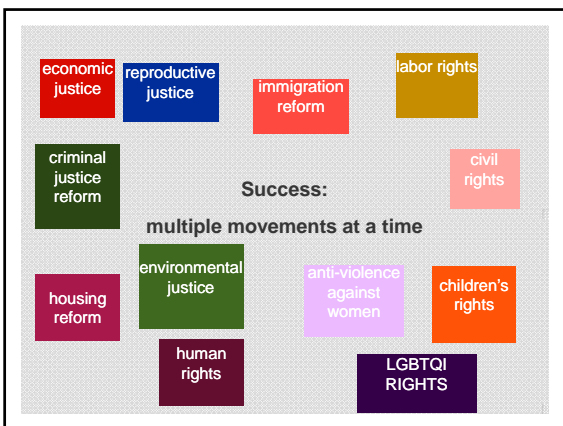 economic
justice
reproductive
justice
immigration
reform
labor rights
criminal
justice
reform
civil
rights
Success:
multiple movements at a time
environmental
justice
anti-violence
against
women
children's
rights
housing
reform
human
rights
LGBTQI
RIGHTS